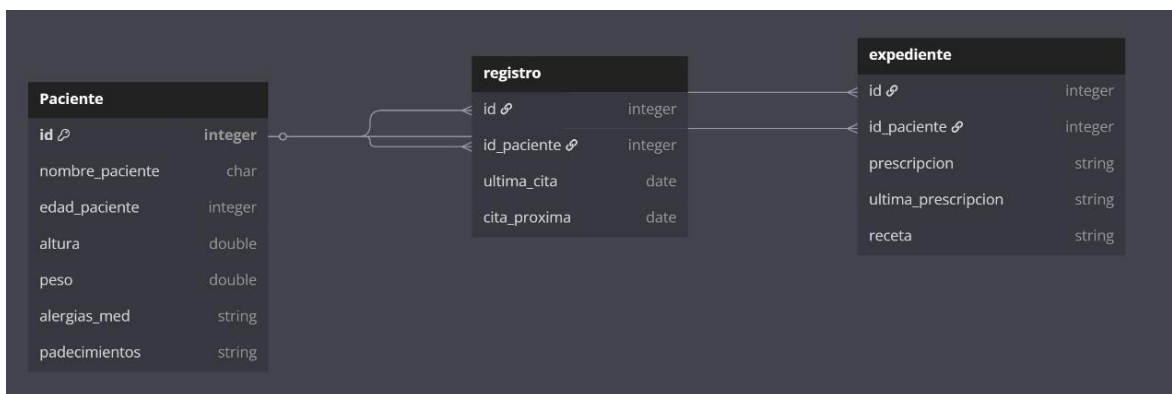 Paciente
id integer
nombre_paciente char
edad_paciente integer
altura double
peso double
alergias_med string
padecimientos string
registro
id integer
id_paciente integer
ultima_cita date
cita_proxima date
expediente
id integer
id_paciente integer
prescripcion string
ultima_prescripcion string
receta string